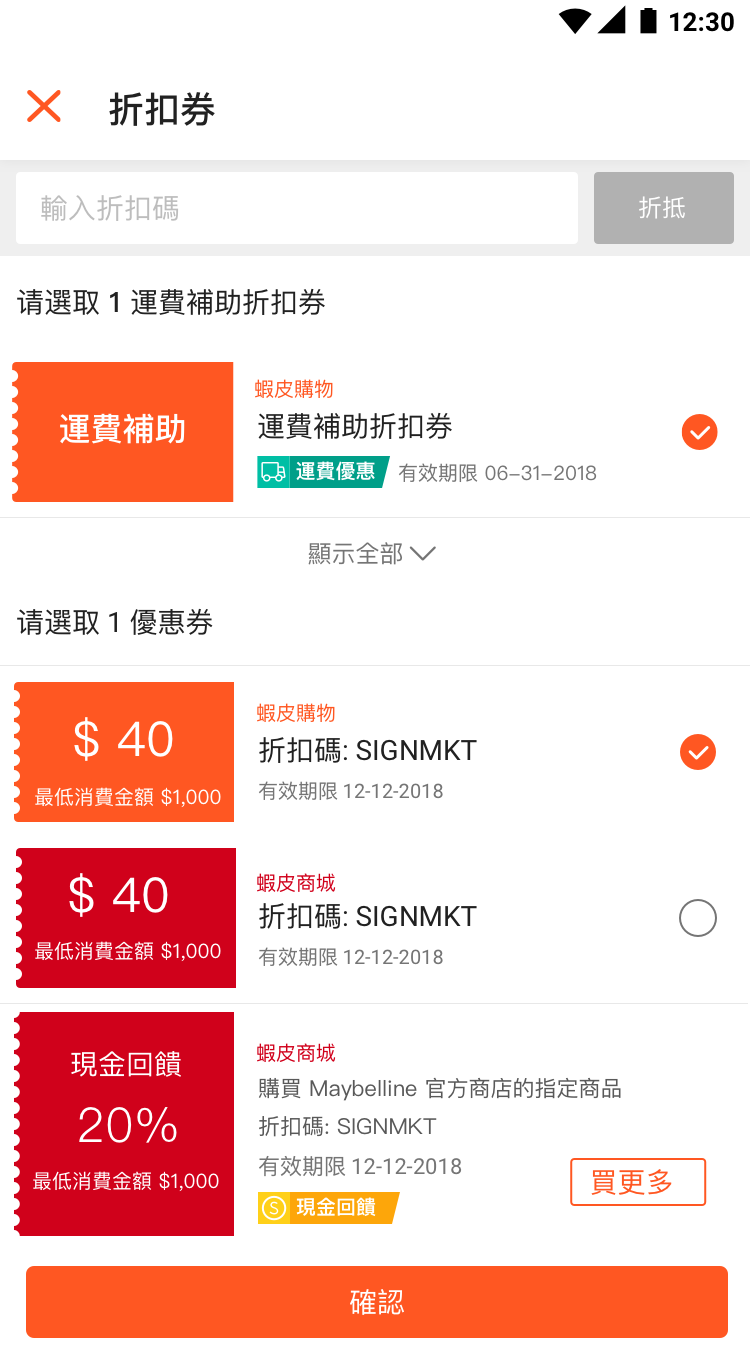 12:30
折扣券
輸入折扣碼
折抵
请選取 1 運費補助折扣券
運費補助
蝦皮購物
運費補助折扣券
運費優惠
有效期限 06–31–2018
顯示全部
请選取 1 優惠券
$ 40
最低消費金額 $1,000
蝦皮購物
折扣碼: SIGNMKT
有效期限 12-12-2018
$ 40
最低消費金額 $1,000
蝦皮商城
折扣碼: SIGNMKT
有效期限 12-12-2018
現金回饋
20%
最低消費金額 $1,000
蝦皮商城
購買 Maybelline 官方商店的指定商品
折扣碼: SIGNMKT
有效期限 12-12-2018
S 現金回饋
買更多
確認